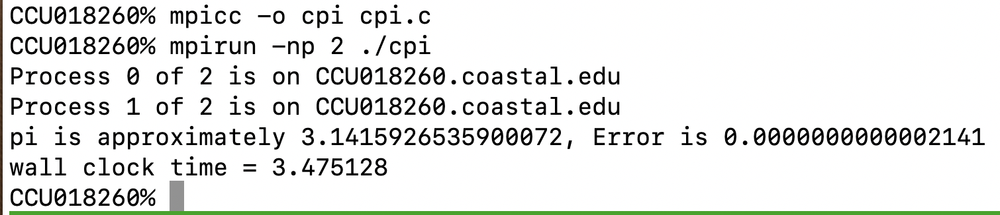 CCU018260% mpicc -o cpi cpi.c
CCU018260% mpirun -np 2 ./cpi
Process 0 of 2 is on CCU018260.coastal.edu
Process 1 of 2 is on CCU018260.coastal.edu
pi is approximately 3.1415926535900072, Error is 0.0000000000002141
wall clock time = 3.475128
CCU018260%